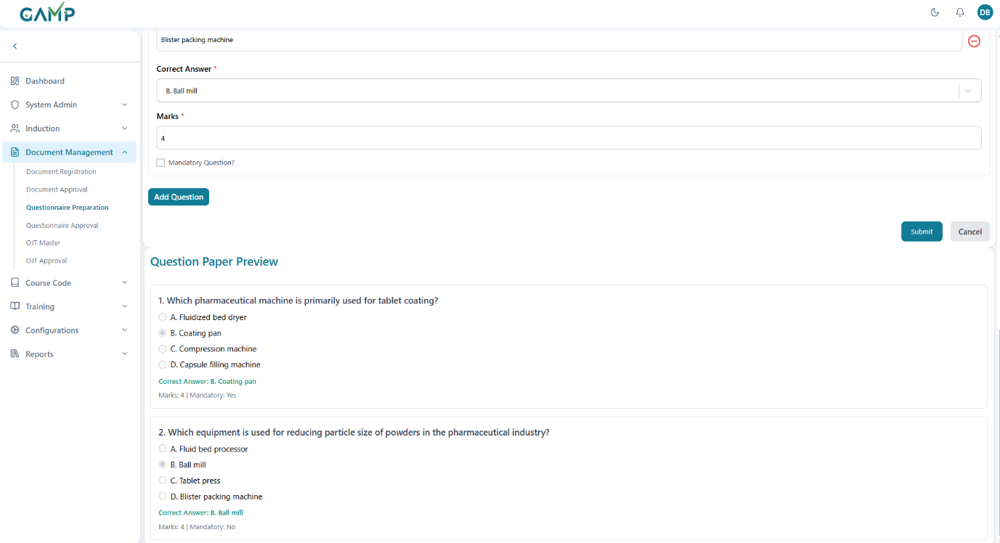 GAMP
DB
Blister packing machine
Correct Answer *
B. Ball mill
Marks *
4
Mandatory Question?
Add Question
Submit
Cancel
Dashboard
System Admin
Induction
Document Management
Document Registration
Document Approval
Questionnaire Preparation
Questionnaire Approval
OJT Master
OJT Approval
Course Code
Training
Configurations
Reports
Question Paper Preview
1. Which pharmaceutical machine is primarily used for tablet coating?
A. Fluidized bed dryer
B. Coating pan
C. Compression machine
D. Capsule filling machine
Correct Answer: B. Coating pan
Marks: 4 | Mandatory: Yes
2. Which equipment is used for reducing particle size of powders in the pharmaceutical industry?
A. Fluid bed processor
B. Ball mill
C. Tablet press
D. Blister packing machine
Correct Answer: B. Ball mill
Marks: 4 | Mandatory: No